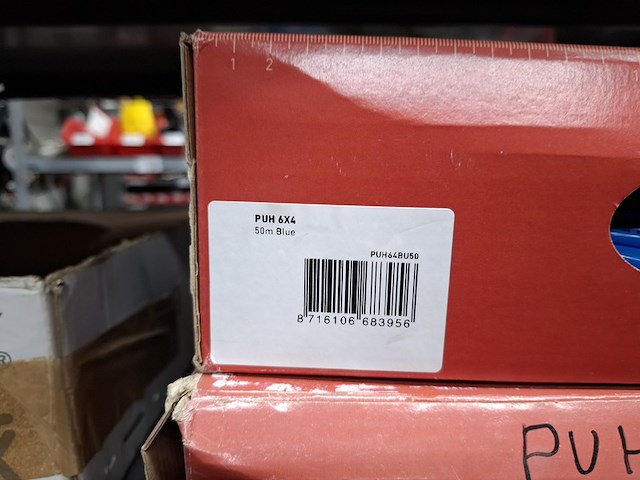 1 2
PUH 6X4
50m Blue
PUH64BU50
8 716106 683956
PUH
®